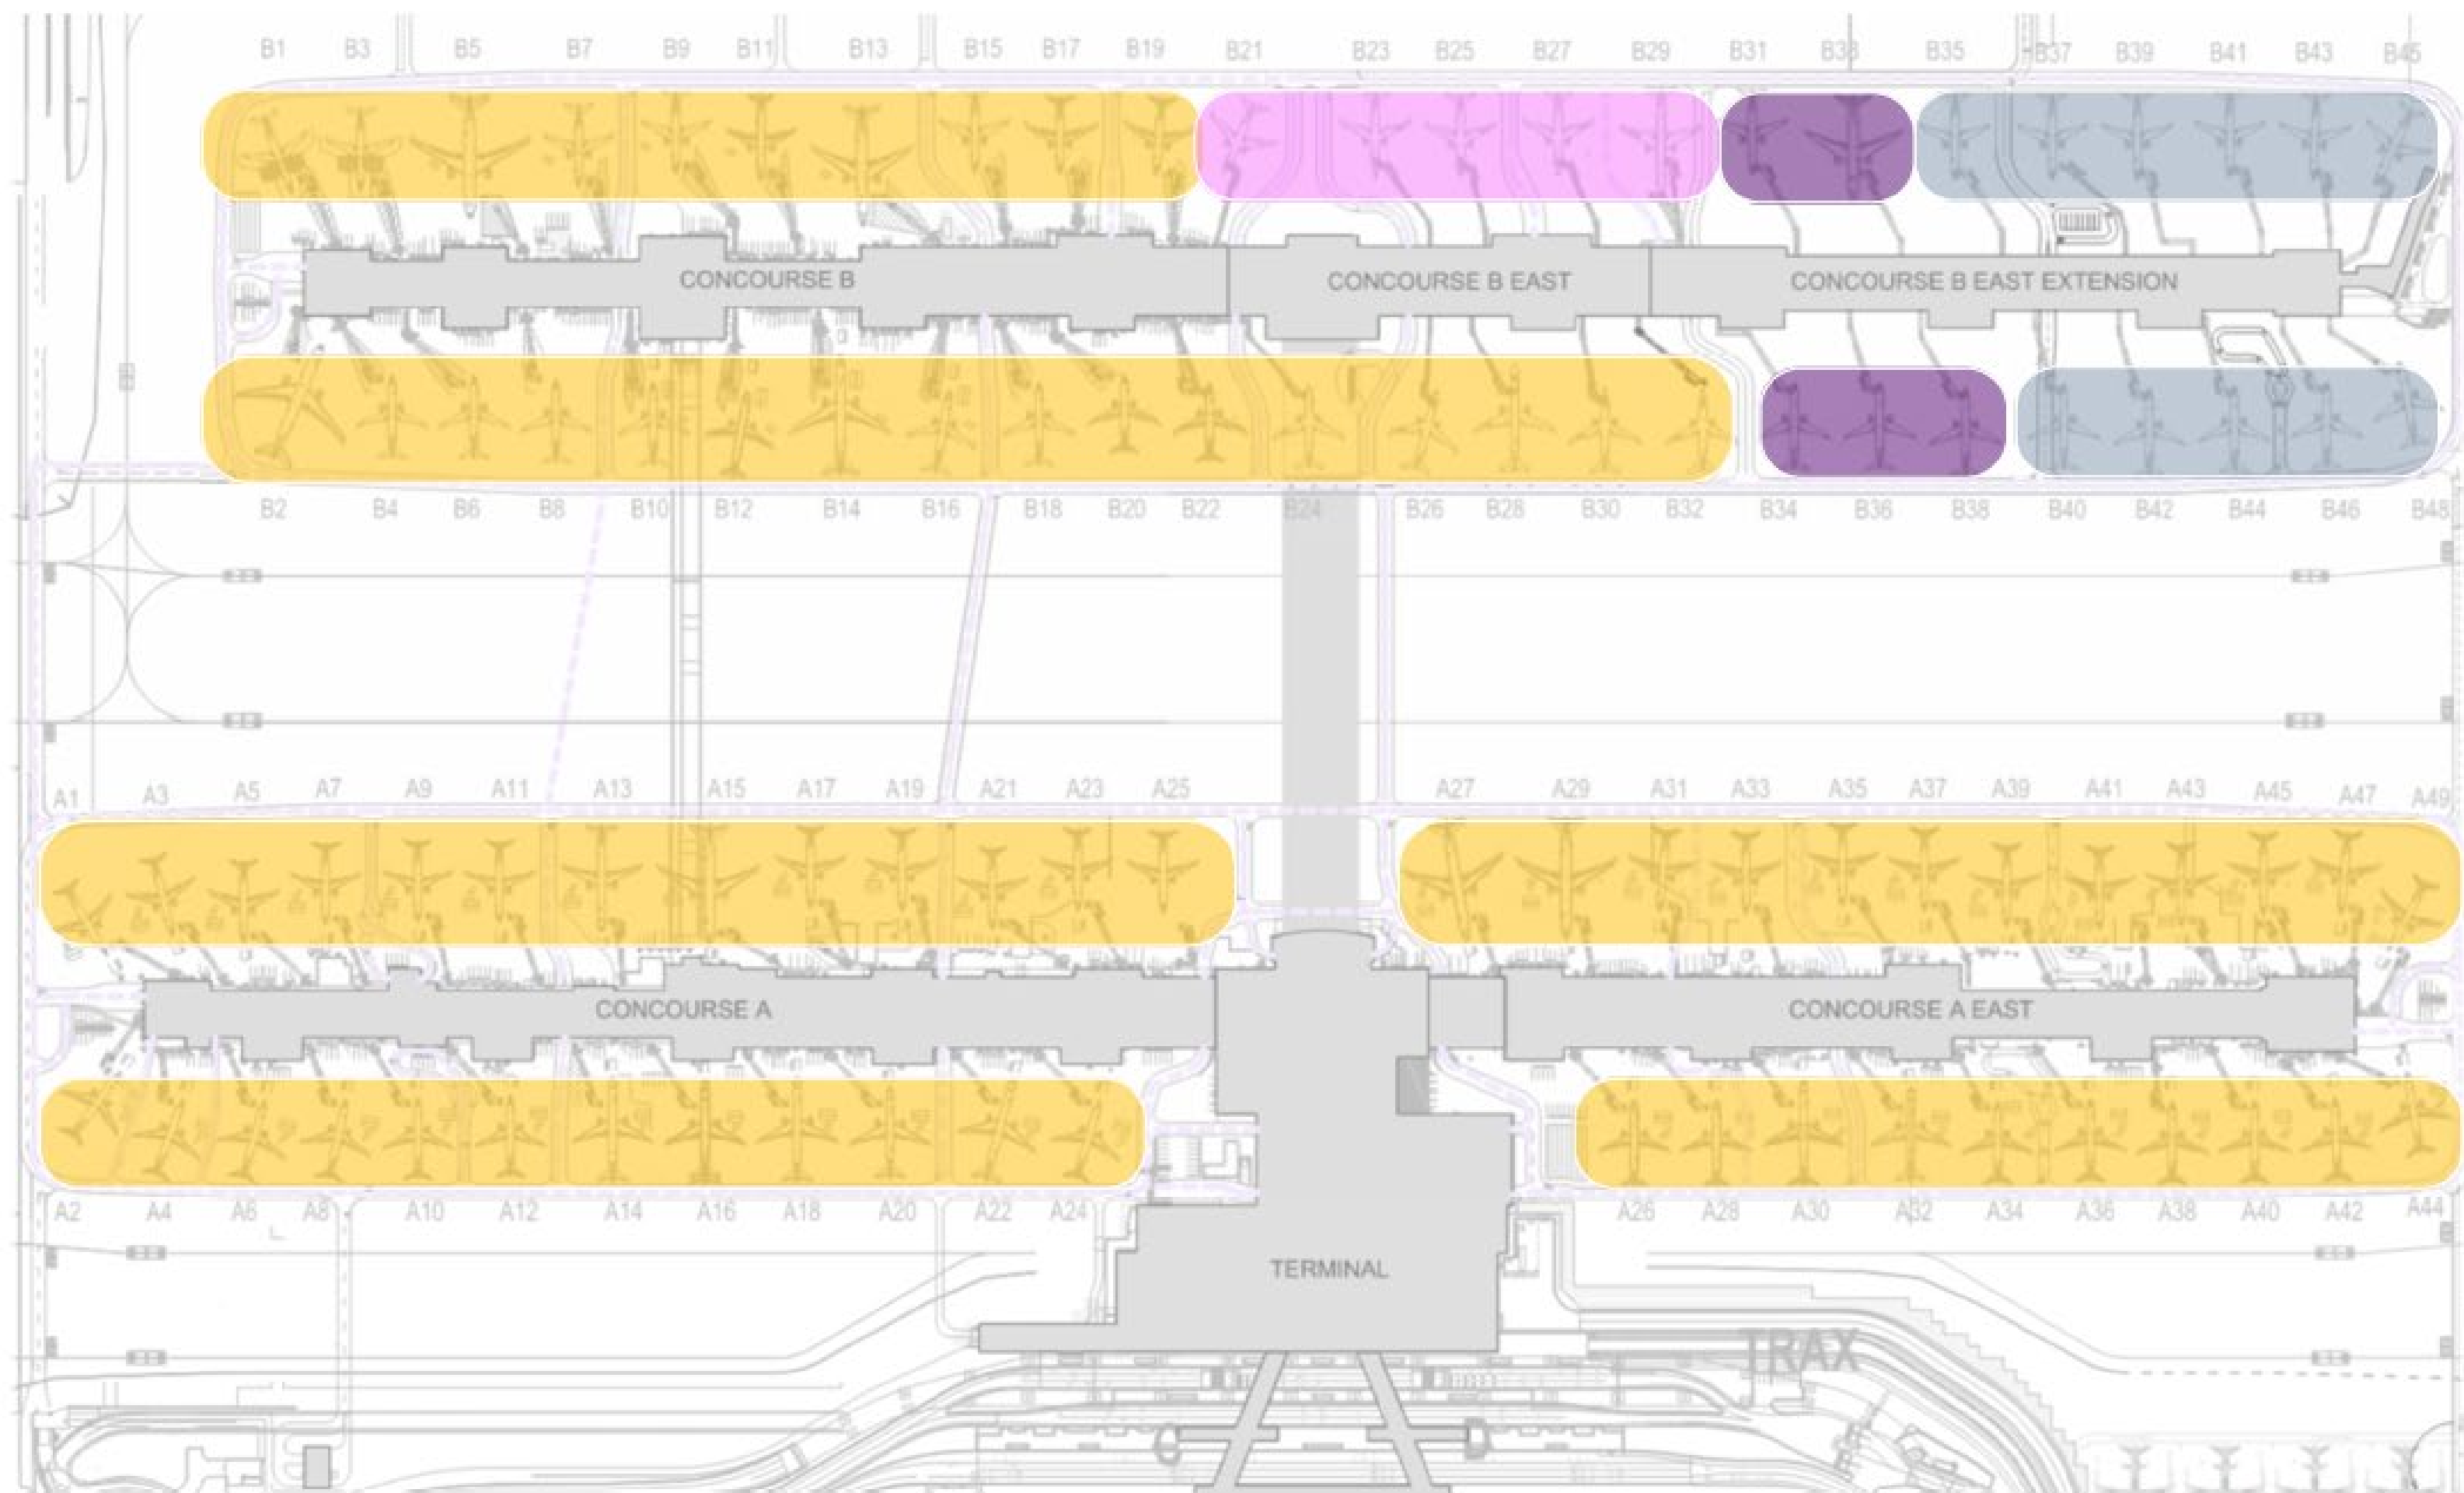 B1 B3 B5 B7 B9 B11 B13 B15 B17 B19 B21 B23 B25 B27 B29 B31 B33 B35 B37 B39 B41 B43 B45
CONCOURSE B CONCOURSE B EAST CONCOURSE B EAST EXTENSION
B2 B4 B6 B8 B10 B12 B14 B16 B18 B20 B22 B24 B26 B28 B30 B32 B34 B36 B38 B40 B42 B44 B46 B48
A1 A3 A5 A7 A9 A11 A13 A15 A17 A19 A21 A23 A25 A27 A29 A31 A33 A35 A37 A39 A41 A43 A45 A47 A49
CONCOURSE A CONCOURSE A EAST
A2 A4 A6 A8 A10 A12 A14 A16 A18 A20 A22 A24 A26 A28 A30 A32 A34 A36 A38 A40 A42 A44
TERMINAL
TRAX